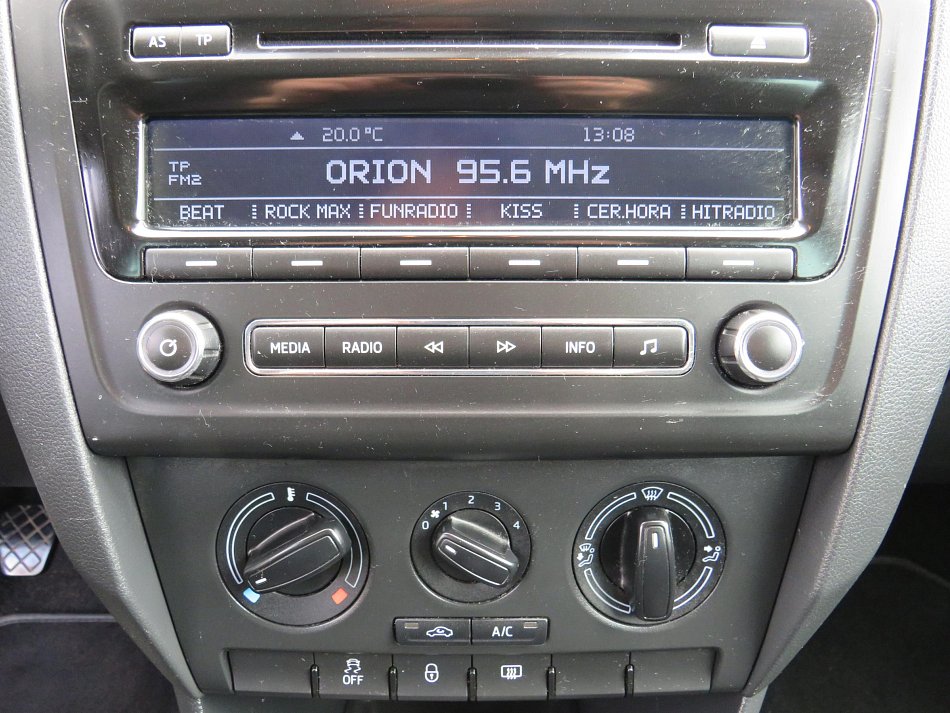 AS TP
20.0 °C 13:08
TP
FM2
ORION 95.6 MHz
BEAT ROCK MAX FUNRADIO KISS CER.HORA HITRADIO
MEDIA RADIO INFO
0 1 2 3 4
A/C
OFF